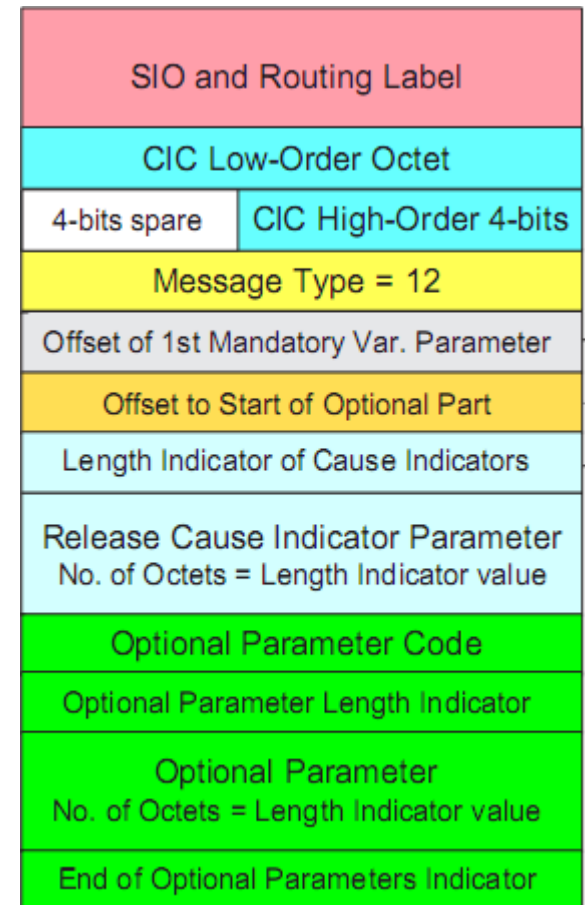 SIO and Routing Label
CIC Low-Order Octet
4-bits spare
CIC High-Order 4-bits
Message Type = 12
Offset of 1st Mandatory Var. Parameter
Offset to Start of Optional Part
Length Indicator of Cause Indicators
Release Cause Indicator Parameter
No. of Octets = Length Indicator value
Optional Parameter Code
Optional Parameter Length Indicator
Optional Parameter
No. of Octets = Length Indicator value
End of Optional Parameters Indicator